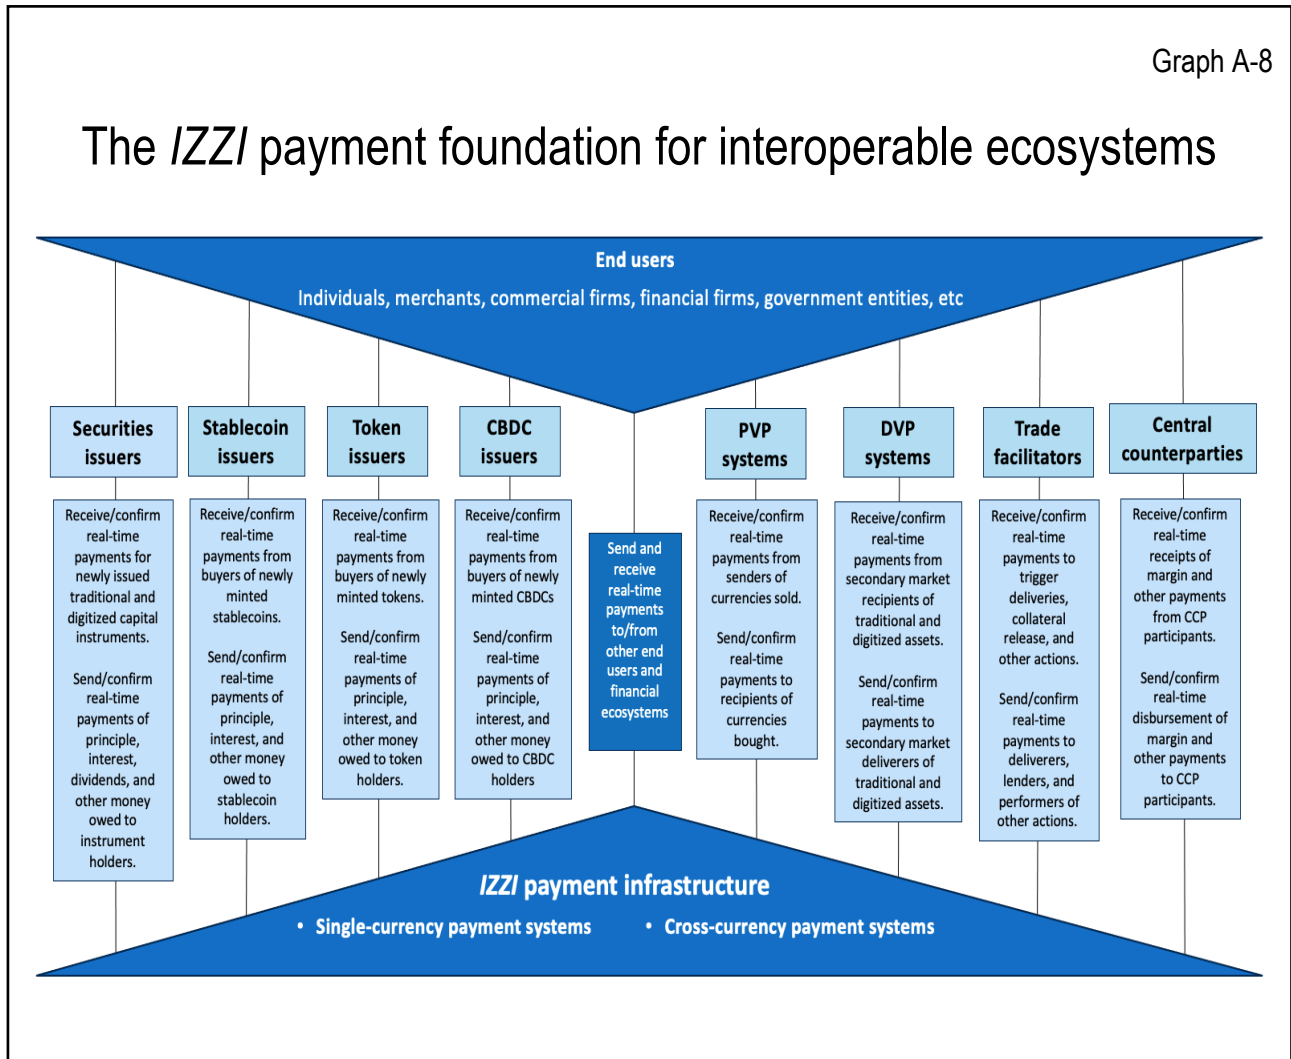 Graph A-8
The IZZI payment foundation for interoperable ecosystems
End users
Individuals, merchants, commercial firms, financial firms, government entities, etc
Securities
issuers
Receive/confirm
real-time
payments for
newly issued
traditional and
digitized capital
instruments.
Send/confirm
real-time
payments of
principle,
interest,
dividends, and
other money
owed to
instrument
holders.
Stablecoin
issuers
Receive/confirm
real-time
payments from
buyers of newly
minted
stablecoins.
Send/confirm
real-time
payments of
principle,
interest, and
other money
owed to
stablecoin
holders.
Token
issuers
Receive/confirm
real-time
payments from
buyers of newly
minted tokens.
Send/confirm
real-time
payments of
principle,
interest, and
other money
owed to token
holders.
CBDC
issuers
Receive/confirm
real-time
payments from
buyers of newly
minted CBDCs
Send/confirm
real-time
payments of
principle,
interest, and
other money
owed to CBDC
holders
Send and
receive
real-time
payments
to/from
other end
users and
financial
ecosystems
PVP
systems
Receive/confirm
real-time
payments from
senders of
currencies sold.
Send/confirm
real-time
payments to
recipients of
currencies
bought.
DVP
systems
Receive/confirm
real-time
payments from
secondary market
recipients of
traditional and
digitized assets.
Send/confirm
real-time
payments to
secondary market
deliverers of
traditional and
digitized assets.
Trade
facilitators
Receive/confirm
real-time
payments to
trigger
deliveries,
collateral
release, and
other actions.
Send/confirm
real-time
payments to
deliverers,
lenders, and
performers of
other actions.
Central
counterparties
Receive/confirm
real-time
receipts of
margin and
other payments
from CCP
participants.
Send/confirm
real-time
disbursement of
margin and
other payments
to CCP
participants.
IZZI payment infrastructure
• Single-currency payment systems
• Cross-currency payment systems